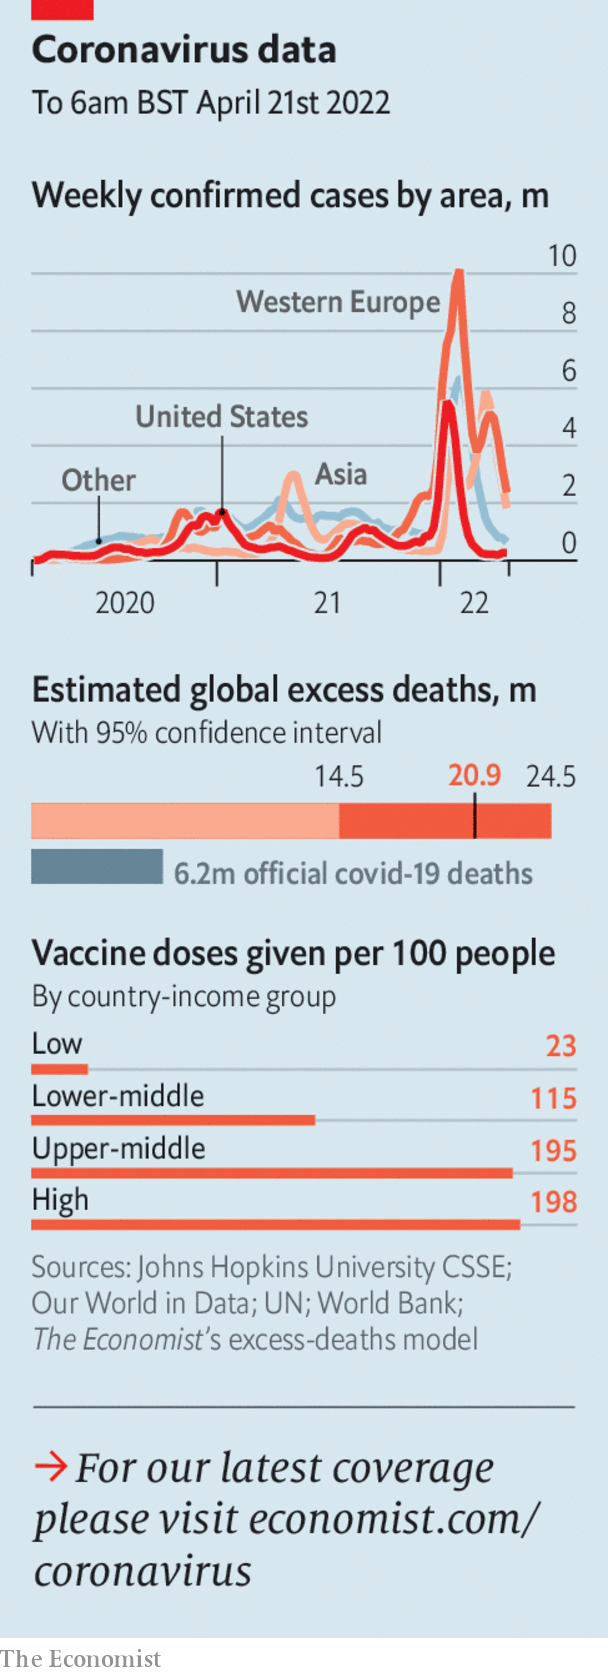 Coronavirus data
To 6am BST April 21st 2022
Weekly confirmed cases by area, m
10
Western Europe
8
6
United States
4
Other
Asia
2
0
2020
21
22
Estimated global excess deaths, m
With 95% confidence interval
14.5
20.9
24.5
6.2m official covid-19 deaths
Vaccine doses given per 100 people
By country-income group
Low 23
Lower-middle 115
Upper-middle 195
High 198
Sources: Johns Hopkins University CSSE;
Our World in Data; UN; World Bank;
The Economist's excess-deaths model
→ For our latest coverage
please visit economist.com/
coronavirus
The Economist